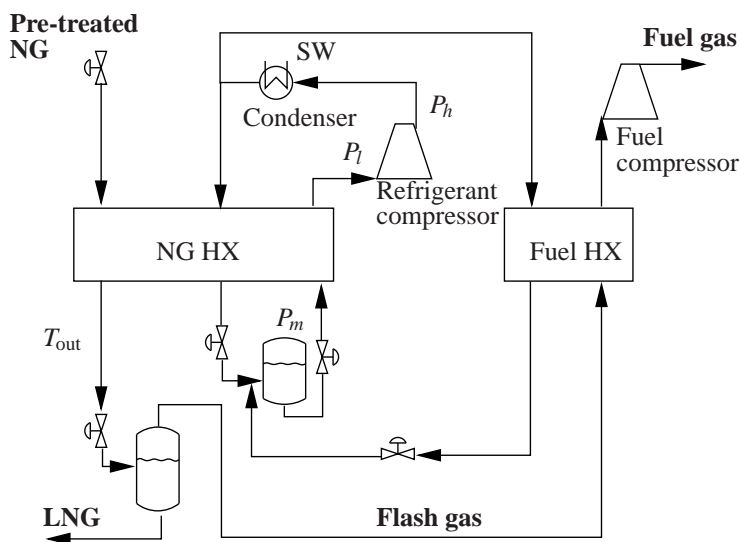 Pre-treated
NG
SW
Condenser
P_h
P_l
Refrigerant
compressor
Fuel gas
Fuel
compressor
NG HX
Fuel HX
T_out
P_m
LNG
Flash gas